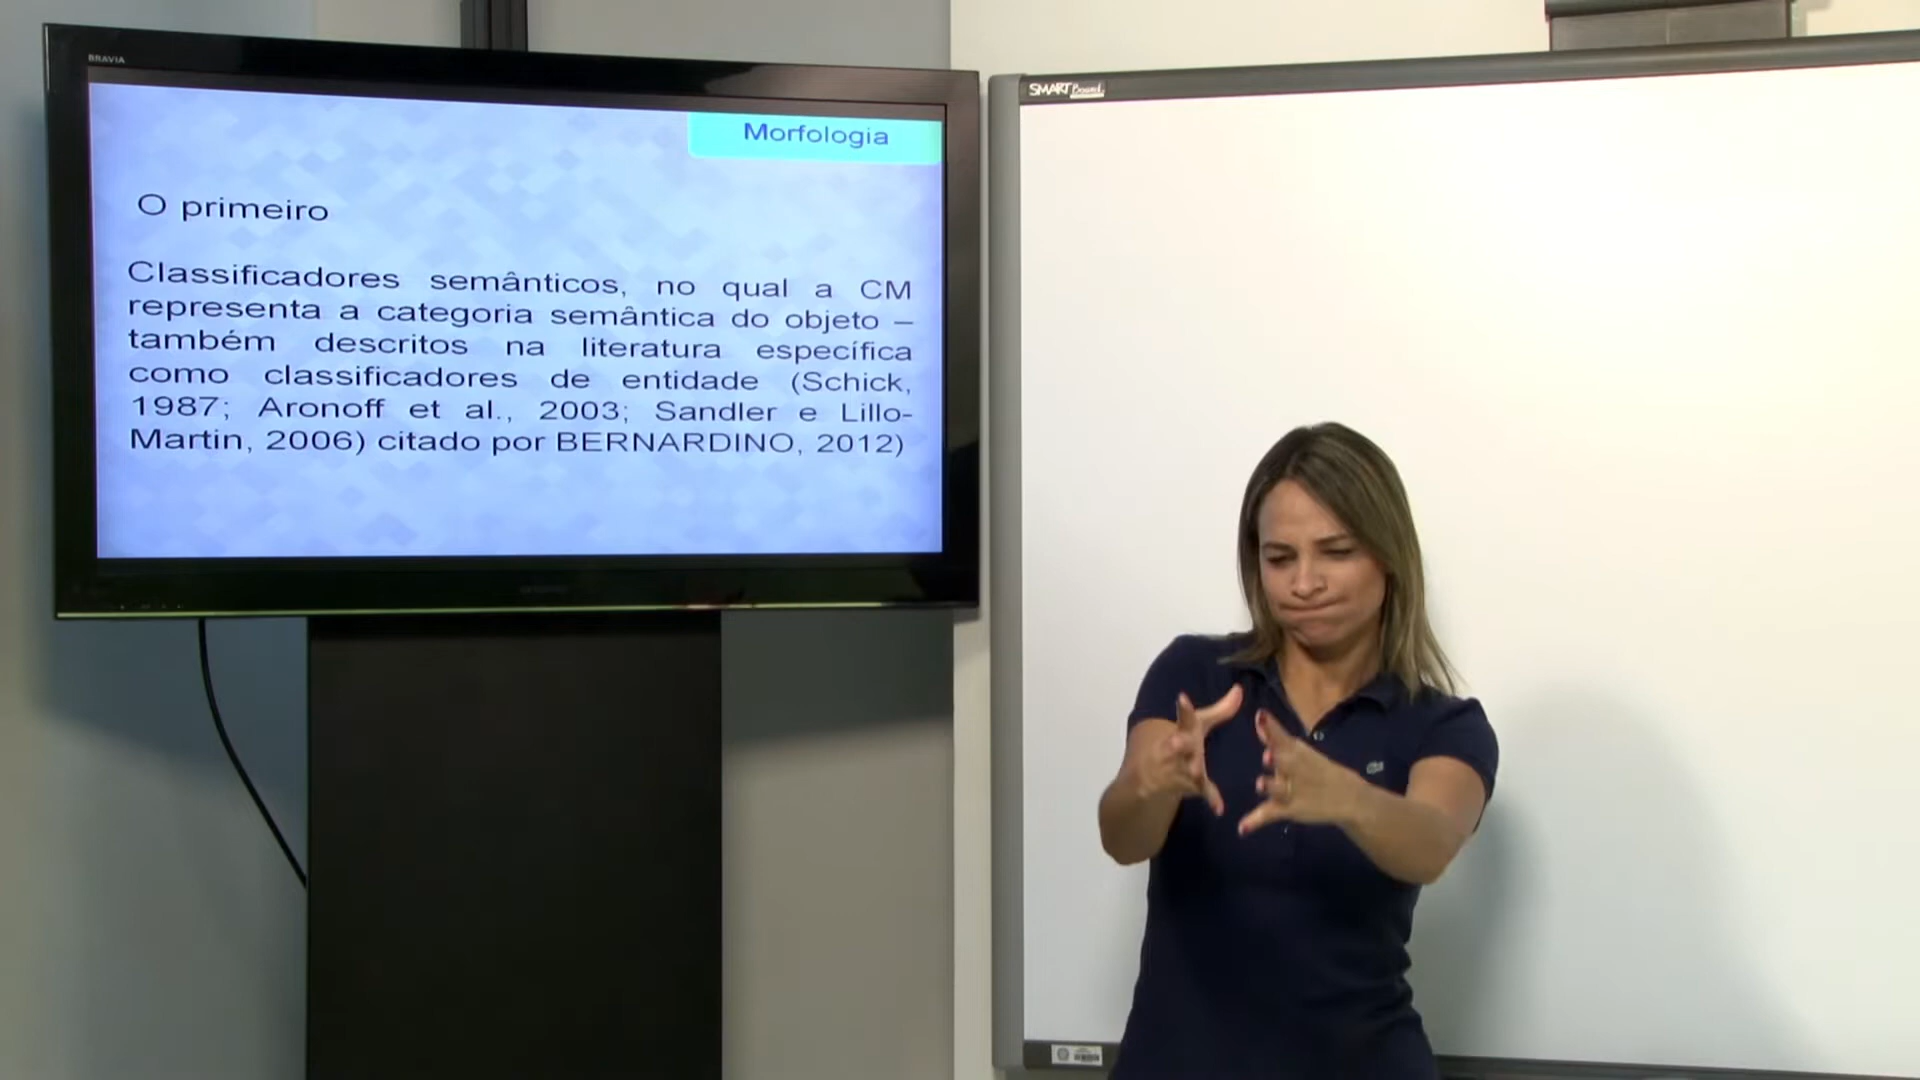 BRAVIA
Morfologia
O primeiro
Classificadores semânticos, no qual a CM
representa a categoria semântica do objeto –
também descritos na literatura específica
como classificadores de entidade (Schick,
1987; Aronoff et al., 2003; Sandler e Lillo-
Martin, 2006) citado por BERNARDINO, 2012)
SMART Board